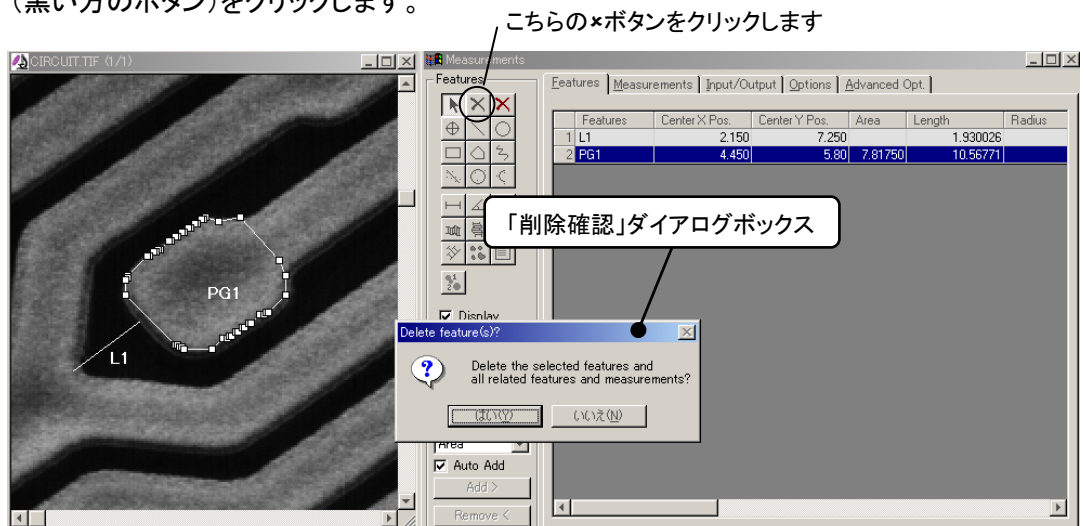 （黒い方のボタン）をクリックします。
こちらの×ボタンをクリックします
CIRCUIT.TIF (1/1)
PG1
L1
Measurements
Features
Display
Area
Auto Add
Add >
Remove <
Features Measurements Input/Output Options Advanced Opt.
Features Center X Pos. Center Y Pos. Area Length Radius
1 L1 2.150 7.250 1.930026
2 PG1 4.450 5.80 7.81750 10.56771
「削除確認」ダイアログボックス
Delete feature(s)?
Delete the selected features and
all related features and measurements?
はい(Y) いいえ(N)